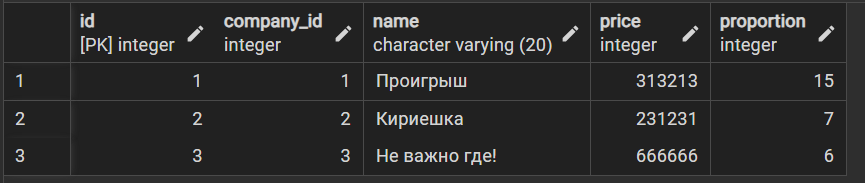 id company_id name price proportion
[PK] integer integer character varying (20) integer integer
1 1 1 Проигрыш 313213 15
2 2 2 Кириешка 231231 7
3 3 3 Не важно где! 666666 6